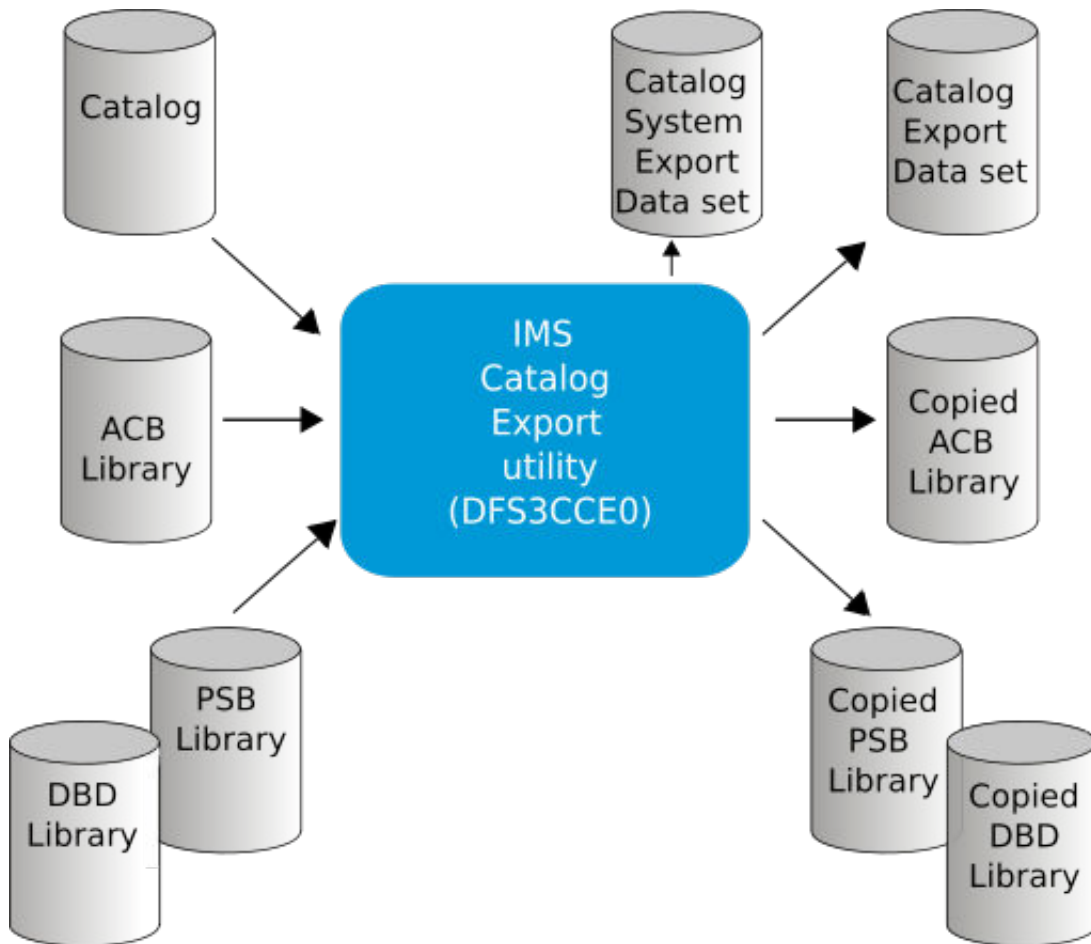 Catalog
Catalog
System
Export
Data set
Catalog
Export
Data set
IMS
Catalog
Export
utility
(DFS3CCE0)
ACB
Library
Copied
ACB
Library
PSB
Library
DBD
Library
Copied
PSB
Library
Copied
DBD
Library